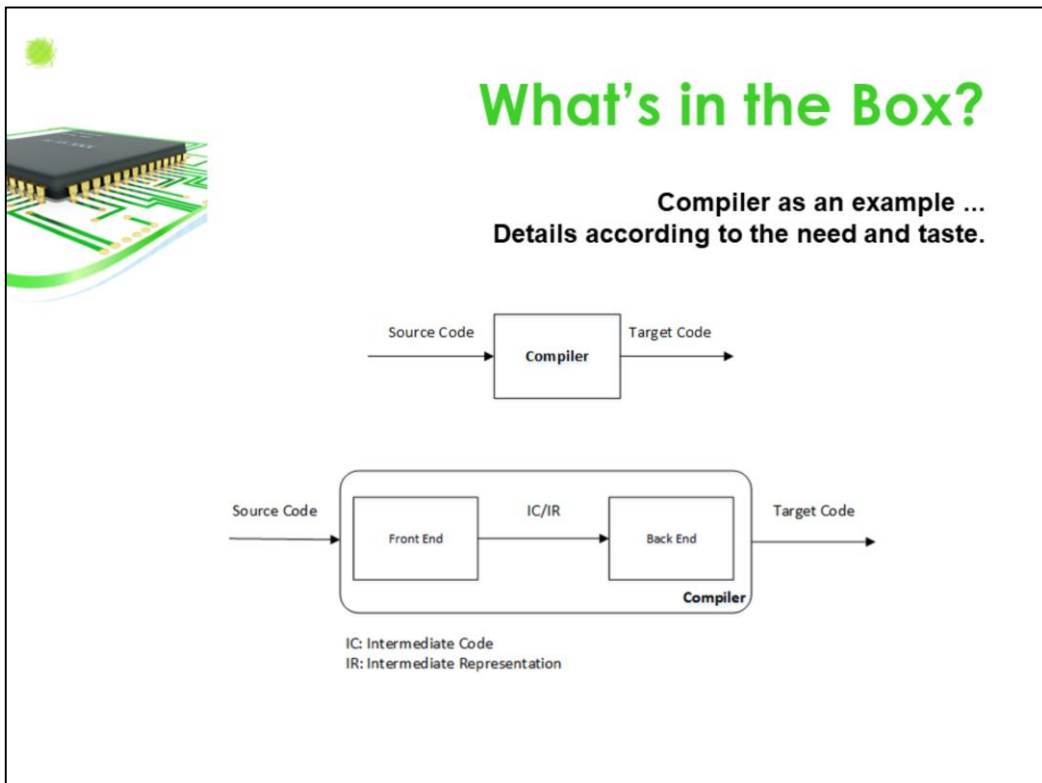 What's in the Box?
Compiler as an example ...
Details according to the need and taste.
Source Code
Compiler
Target Code
Source Code
Front End
IC/IR
Back End
Target Code
Compiler
IC: Intermediate Code
IR: Intermediate Representation